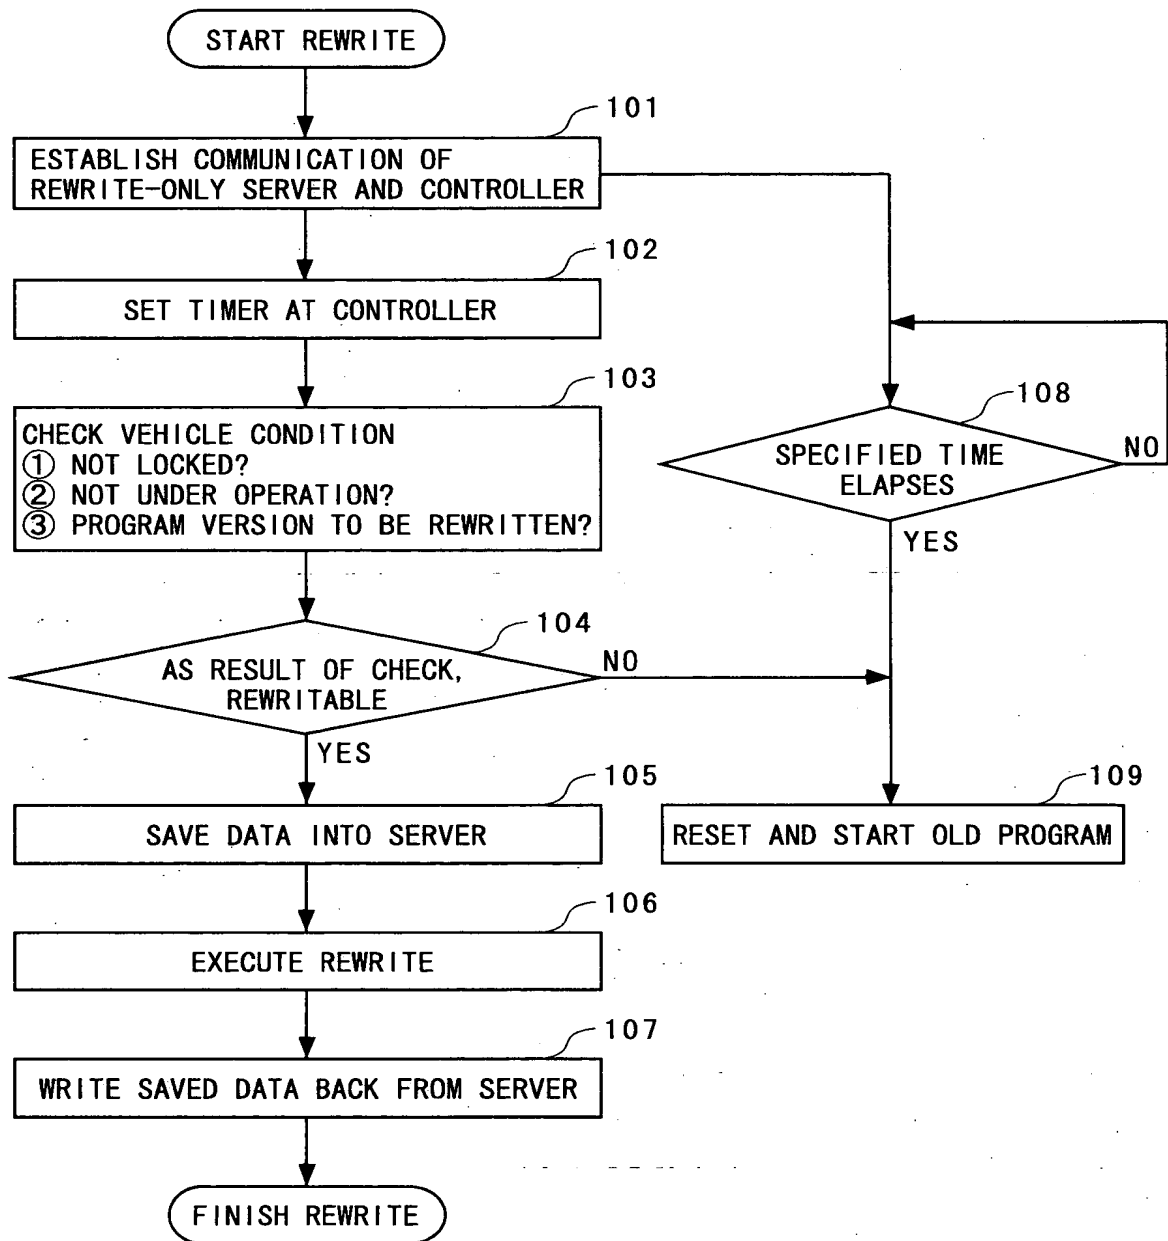 START REWRITE
101
ESTABLISH COMMUNICATION OF
REWRITE-ONLY SERVER AND CONTROLLER
102
SET TIMER AT CONTROLLER
103
CHECK VEHICLE CONDITION
① NOT LOCKED?
② NOT UNDER OPERATION?
③ PROGRAM VERSION TO BE REWRITTEN?
108
SPECIFIED TIME
ELAPSES
NO
YES
104
AS RESULT OF CHECK,
REWRITABLE
NO
YES
105
SAVE DATA INTO SERVER
109
RESET AND START OLD PROGRAM
106
EXECUTE REWRITE
107
WRITE SAVED DATA BACK FROM SERVER
FINISH REWRITE